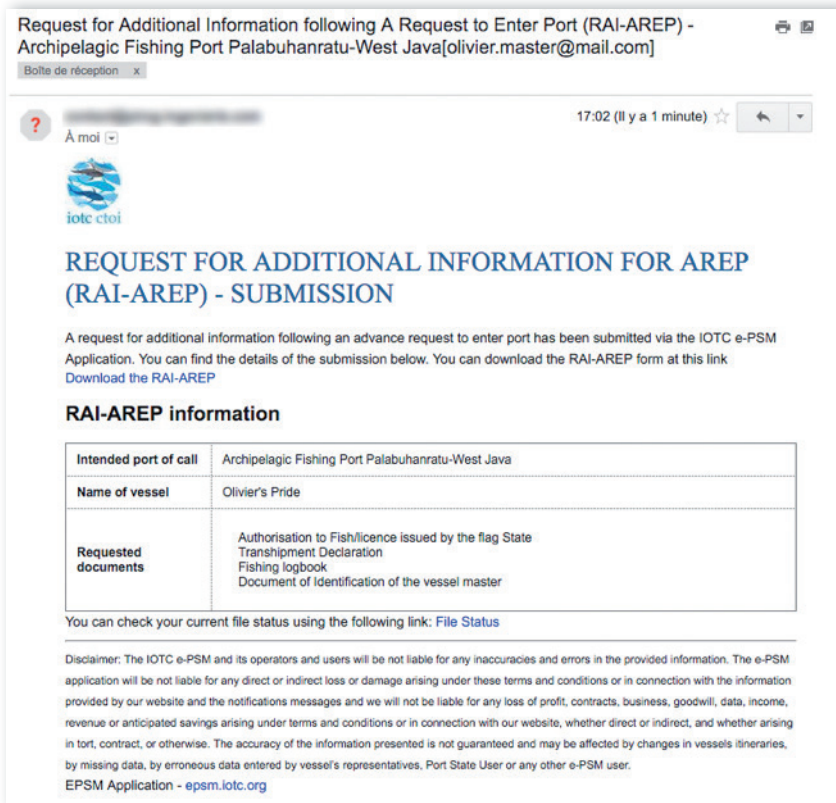 Request for Additional Information following A Request to Enter Port (RAI-AREP) -
Archipelagic Fishing Port Palabuhanratu-West Java[olivier.master@mail.com]
Boîte de réception x
17:02 (Il y a 1 minute)
?
À moi
iotc ctoi
REQUEST FOR ADDITIONAL INFORMATION FOR AREP
(RAI-AREP) - SUBMISSION
A request for additional information following an advance request to enter port has been submitted via the IOTC e-PSM
Application. You can find the details of the submission below. You can download the RAI-AREP form at this link
Download the RAI-AREP
RAI-AREP information
Intended port of call Archipelagic Fishing Port Palabuhanratu-West Java
Name of vessel Olivier's Pride
Requested documents
Authorisation to Fish/licence issued by the flag State
Transhipment Declaration
Fishing logbook
Document of Identification of the vessel master
You can check your current file status using the following link: File Status
Disclaimer: The IOTC e-PSM and its operators and users will be not liable for any inaccuracies and errors in the provided information. The e-PSM
application will be not liable for any direct or indirect loss or damage arising under these terms and conditions or in connection with the information
provided by our website and the notifications messages and we will not be liable for any loss of profit, contracts, business, goodwill, data, income,
revenue or anticipated savings arising under terms and conditions or in connection with our website, whether direct or indirect, and whether arising
in tort, contract, or otherwise. The accuracy of the information presented is not guaranteed and may be affected by changes in vessels itineraries,
by missing data, by erroneous data entered by vessel's representatives, Port State User or any other e-PSM user.
EPSM Application - epsm.iotc.org